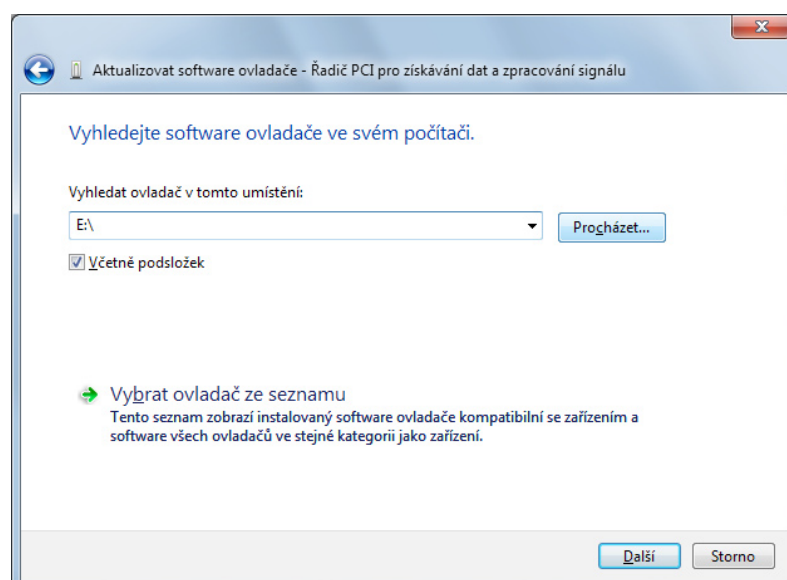 Aktualizovat software ovladače - Řadič PCI pro získávání dat a zpracování signálu
Vyhledejte software ovladače ve svém počítači.
Vyhledat ovladač v tomto umístění:
E:\
Procházet...
Včetně podsložek
Vybrat ovladač ze seznamu
Tento seznam zobrazí instalovaný software ovladače kompatibilní se zařízením a
software všech ovladačů ve stejné kategorii jako zařízení.
Další
Storno